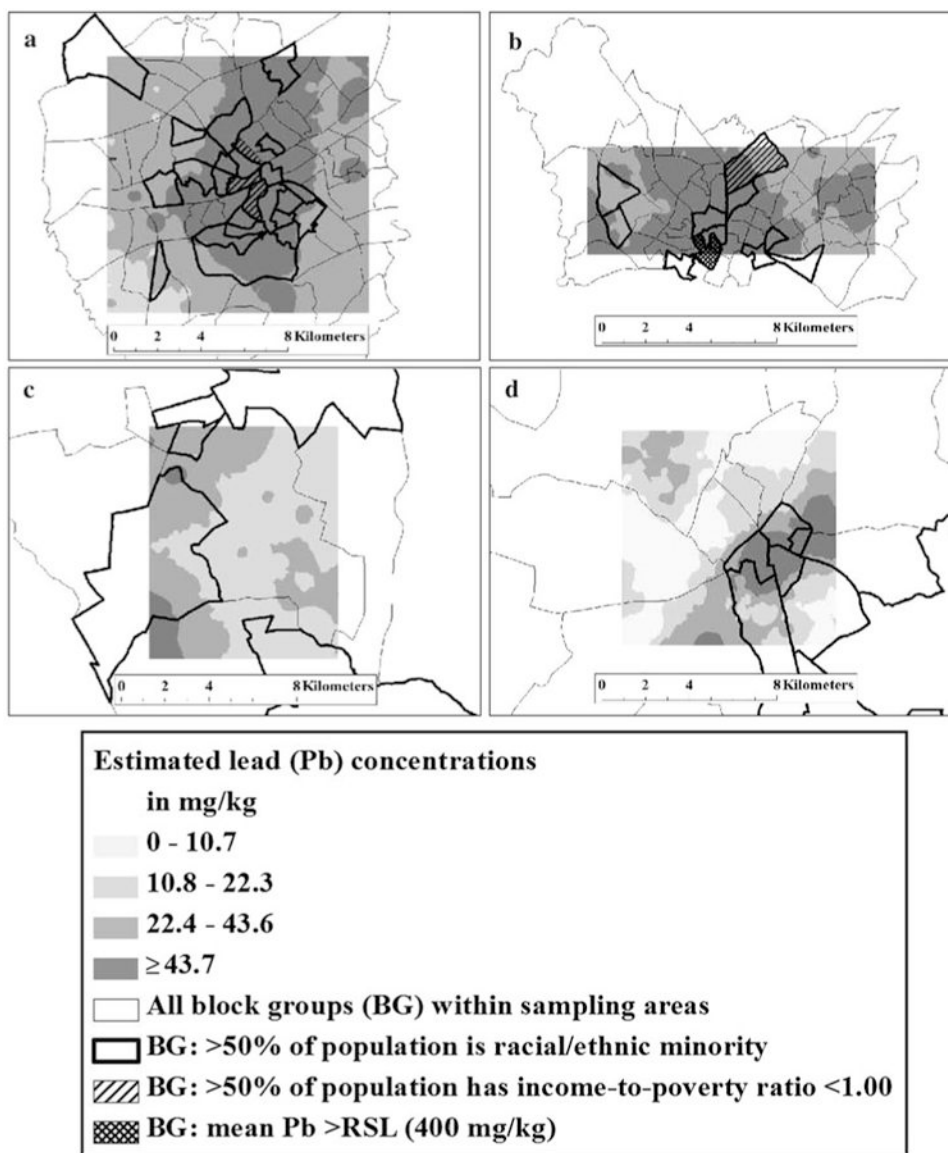 a
b
0 2 4 8 Kilometers
0 2 4 8 Kilometers
c
d
0 2 4 8 Kilometers
0 2 4 8 Kilometers
Estimated lead (Pb) concentrations
in mg/kg
0 - 10.7
10.8 - 22.3
22.4 - 43.6
≥43.7
All block groups (BG) within sampling areas
BG: >50% of population is racial/ethnic minority
BG: >50% of population has income-to-poverty ratio <1.00
BG: mean Pb >RSL (400 mg/kg)